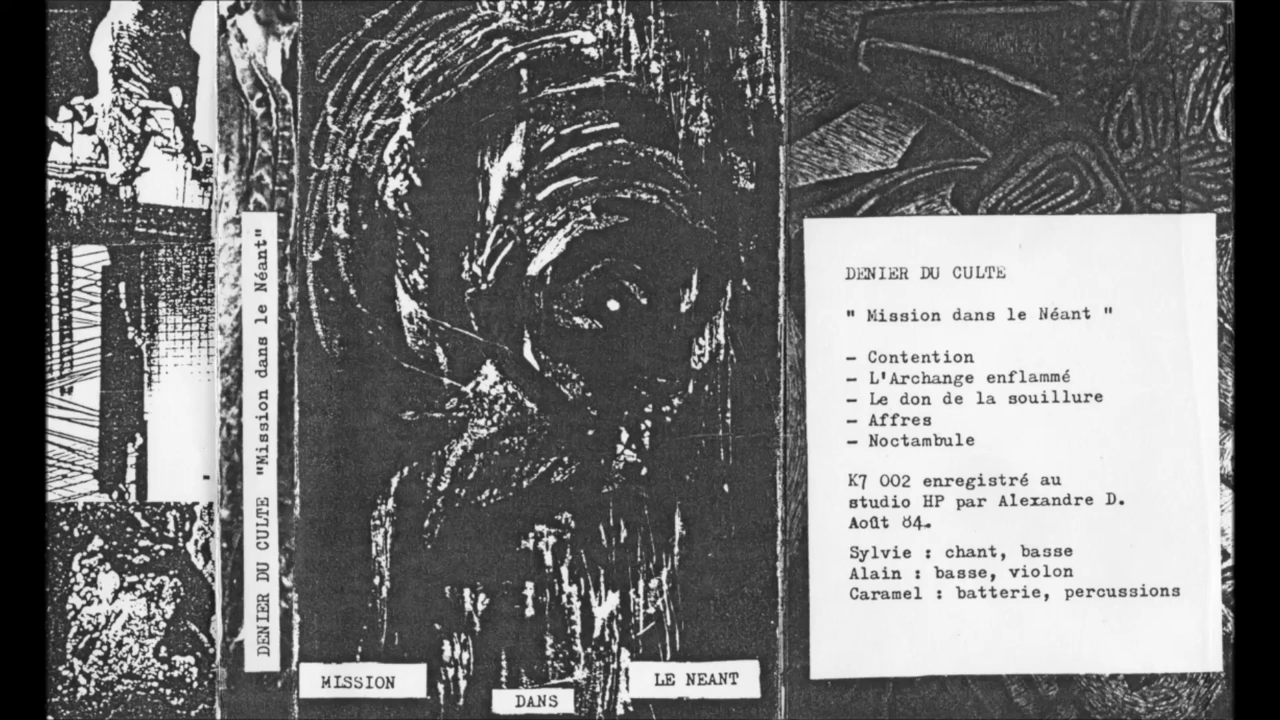 DENIER DU CULTE "Mission dans le Néant"
MISSION
DANS
LE NEANT
DENIER DU CULTE
" Mission dans le Néant "
- Contention
- L'Archange enflammé
- Le don de la souillure
- Affres
- Noctambule
K7 002 enregistré au
studio HP par Alexandre D.
Août 84.
Sylvie : chant, basse
Alain : basse, violon
Caramel : batterie, percussions